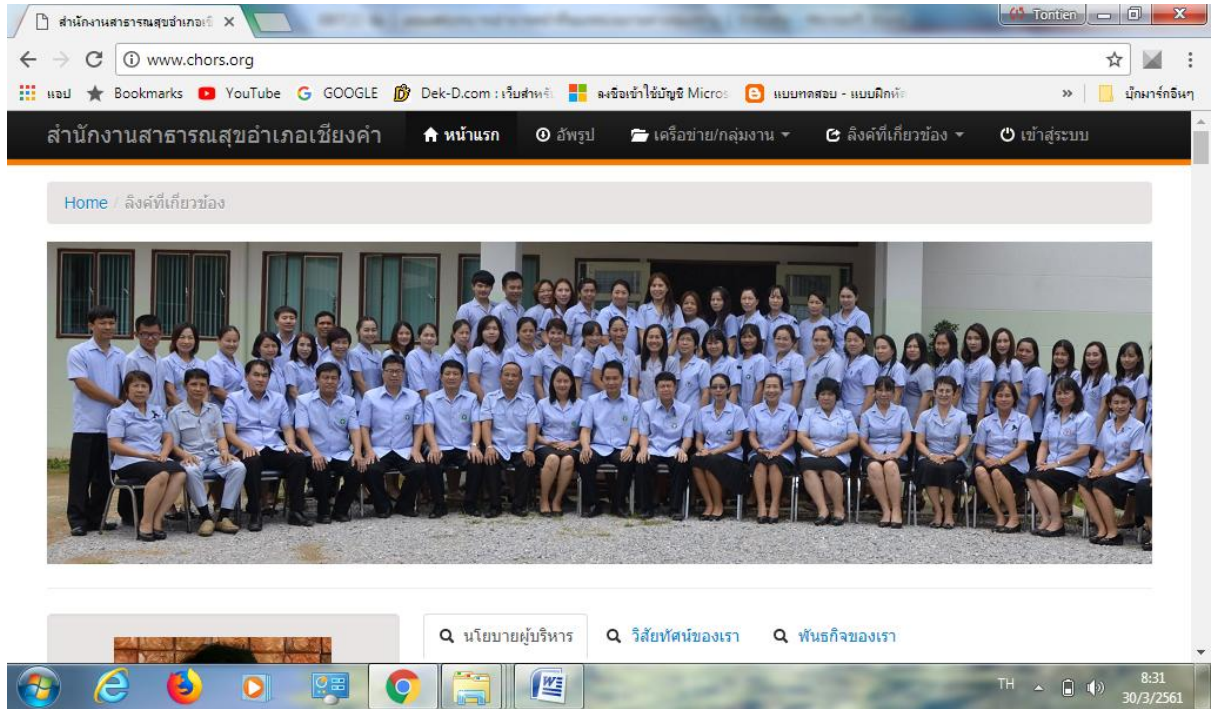 สำนักงานสาธารณสุขอำเภอเชี
Tontien
www.chors.org
แอป Bookmarks YouTube G GOOGLE Dek-D.com : เว็บสำหรั ลงชื่อเข้าใช้บัญชี Micros แบบทดสอบ - แบบฝึกหั » บุ๊กมาร์กอื่นๆ
สำนักงานสาธารณสุขอำเภอเชียงคำ หน้าแรก อัพรูป เครือข่าย/กลุ่มงาน ลิงค์ที่เกี่ยวข้อง เข้าสู่ระบบ
Home / ลิงค์ที่เกี่ยวข้อง
นโยบายผู้บริหาร วิสัยทัศน์ของเรา พันธกิจของเรา
TH 8:31
30/3/2561